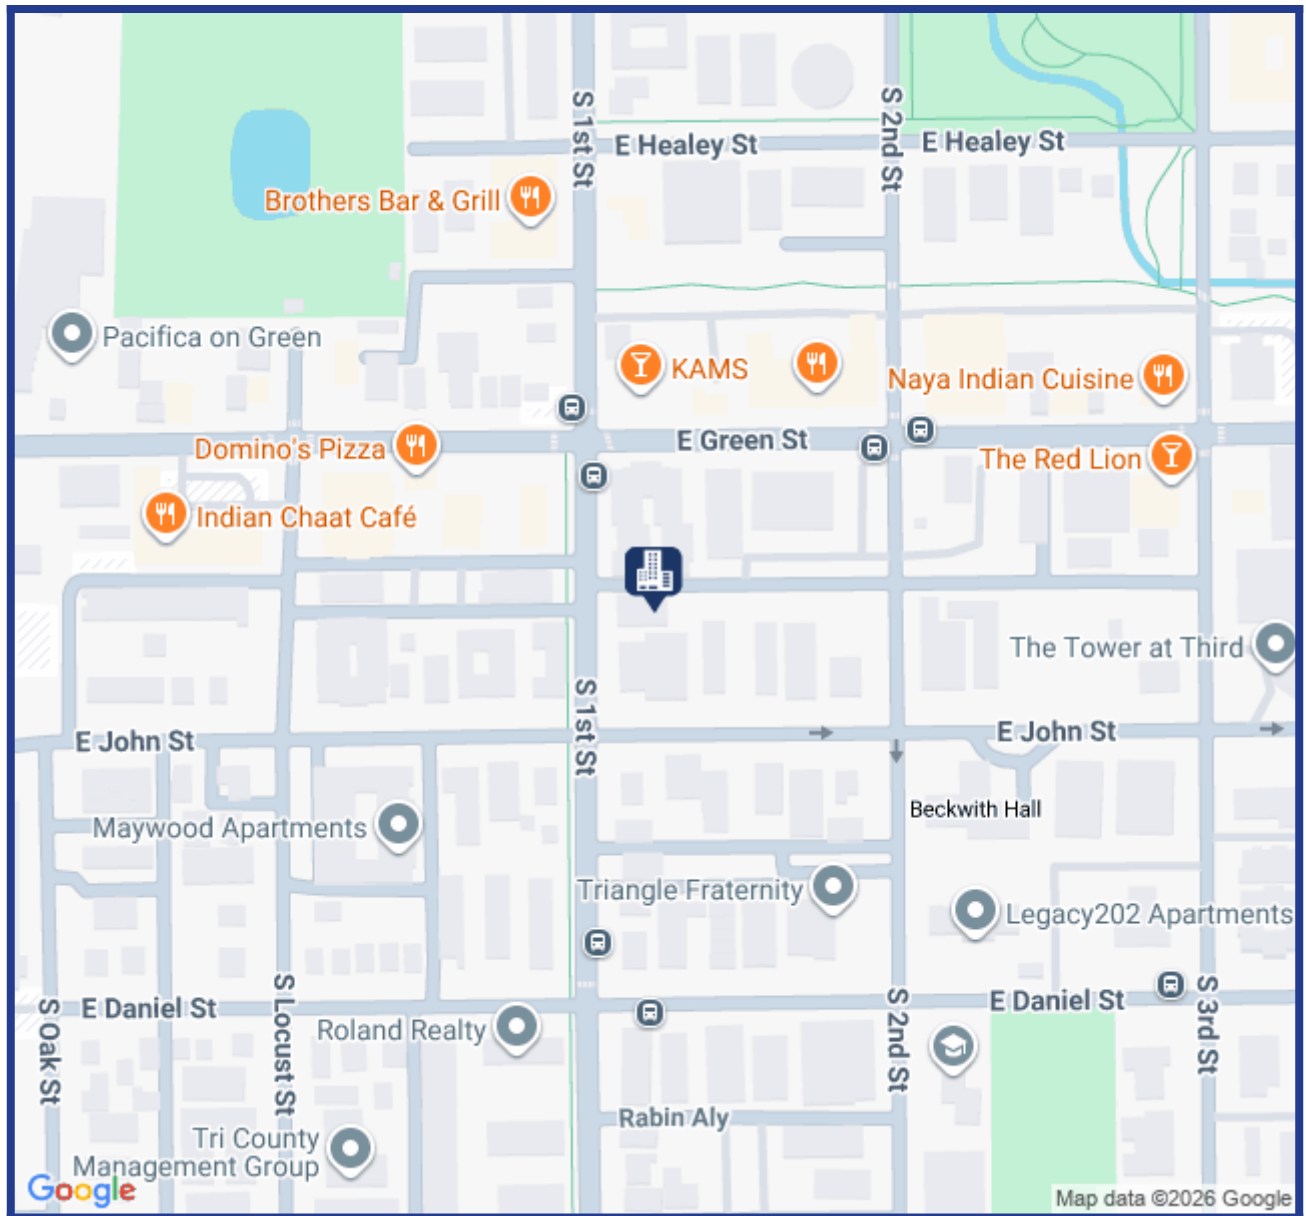 S 1st St
S 2nd St
E Healey St
E Healey St
Brothers Bar & Grill
Pacifica on Green
KAMS
Naya Indian Cuisine
E Green St
Domino's Pizza
The Red Lion
Indian Chaat Café
The Tower at Third
S 1st St
E John St
E John St
Beckwith Hall
Maywood Apartments
Triangle Fraternity
Legacy202 Apartments
E Daniel St
E Daniel St
S Oak St
S Locust St
Roland Realty
S 2nd St
S 3rd St
Rabin Aly
Tri County
Management Group
Google
Map data ©2026 Google